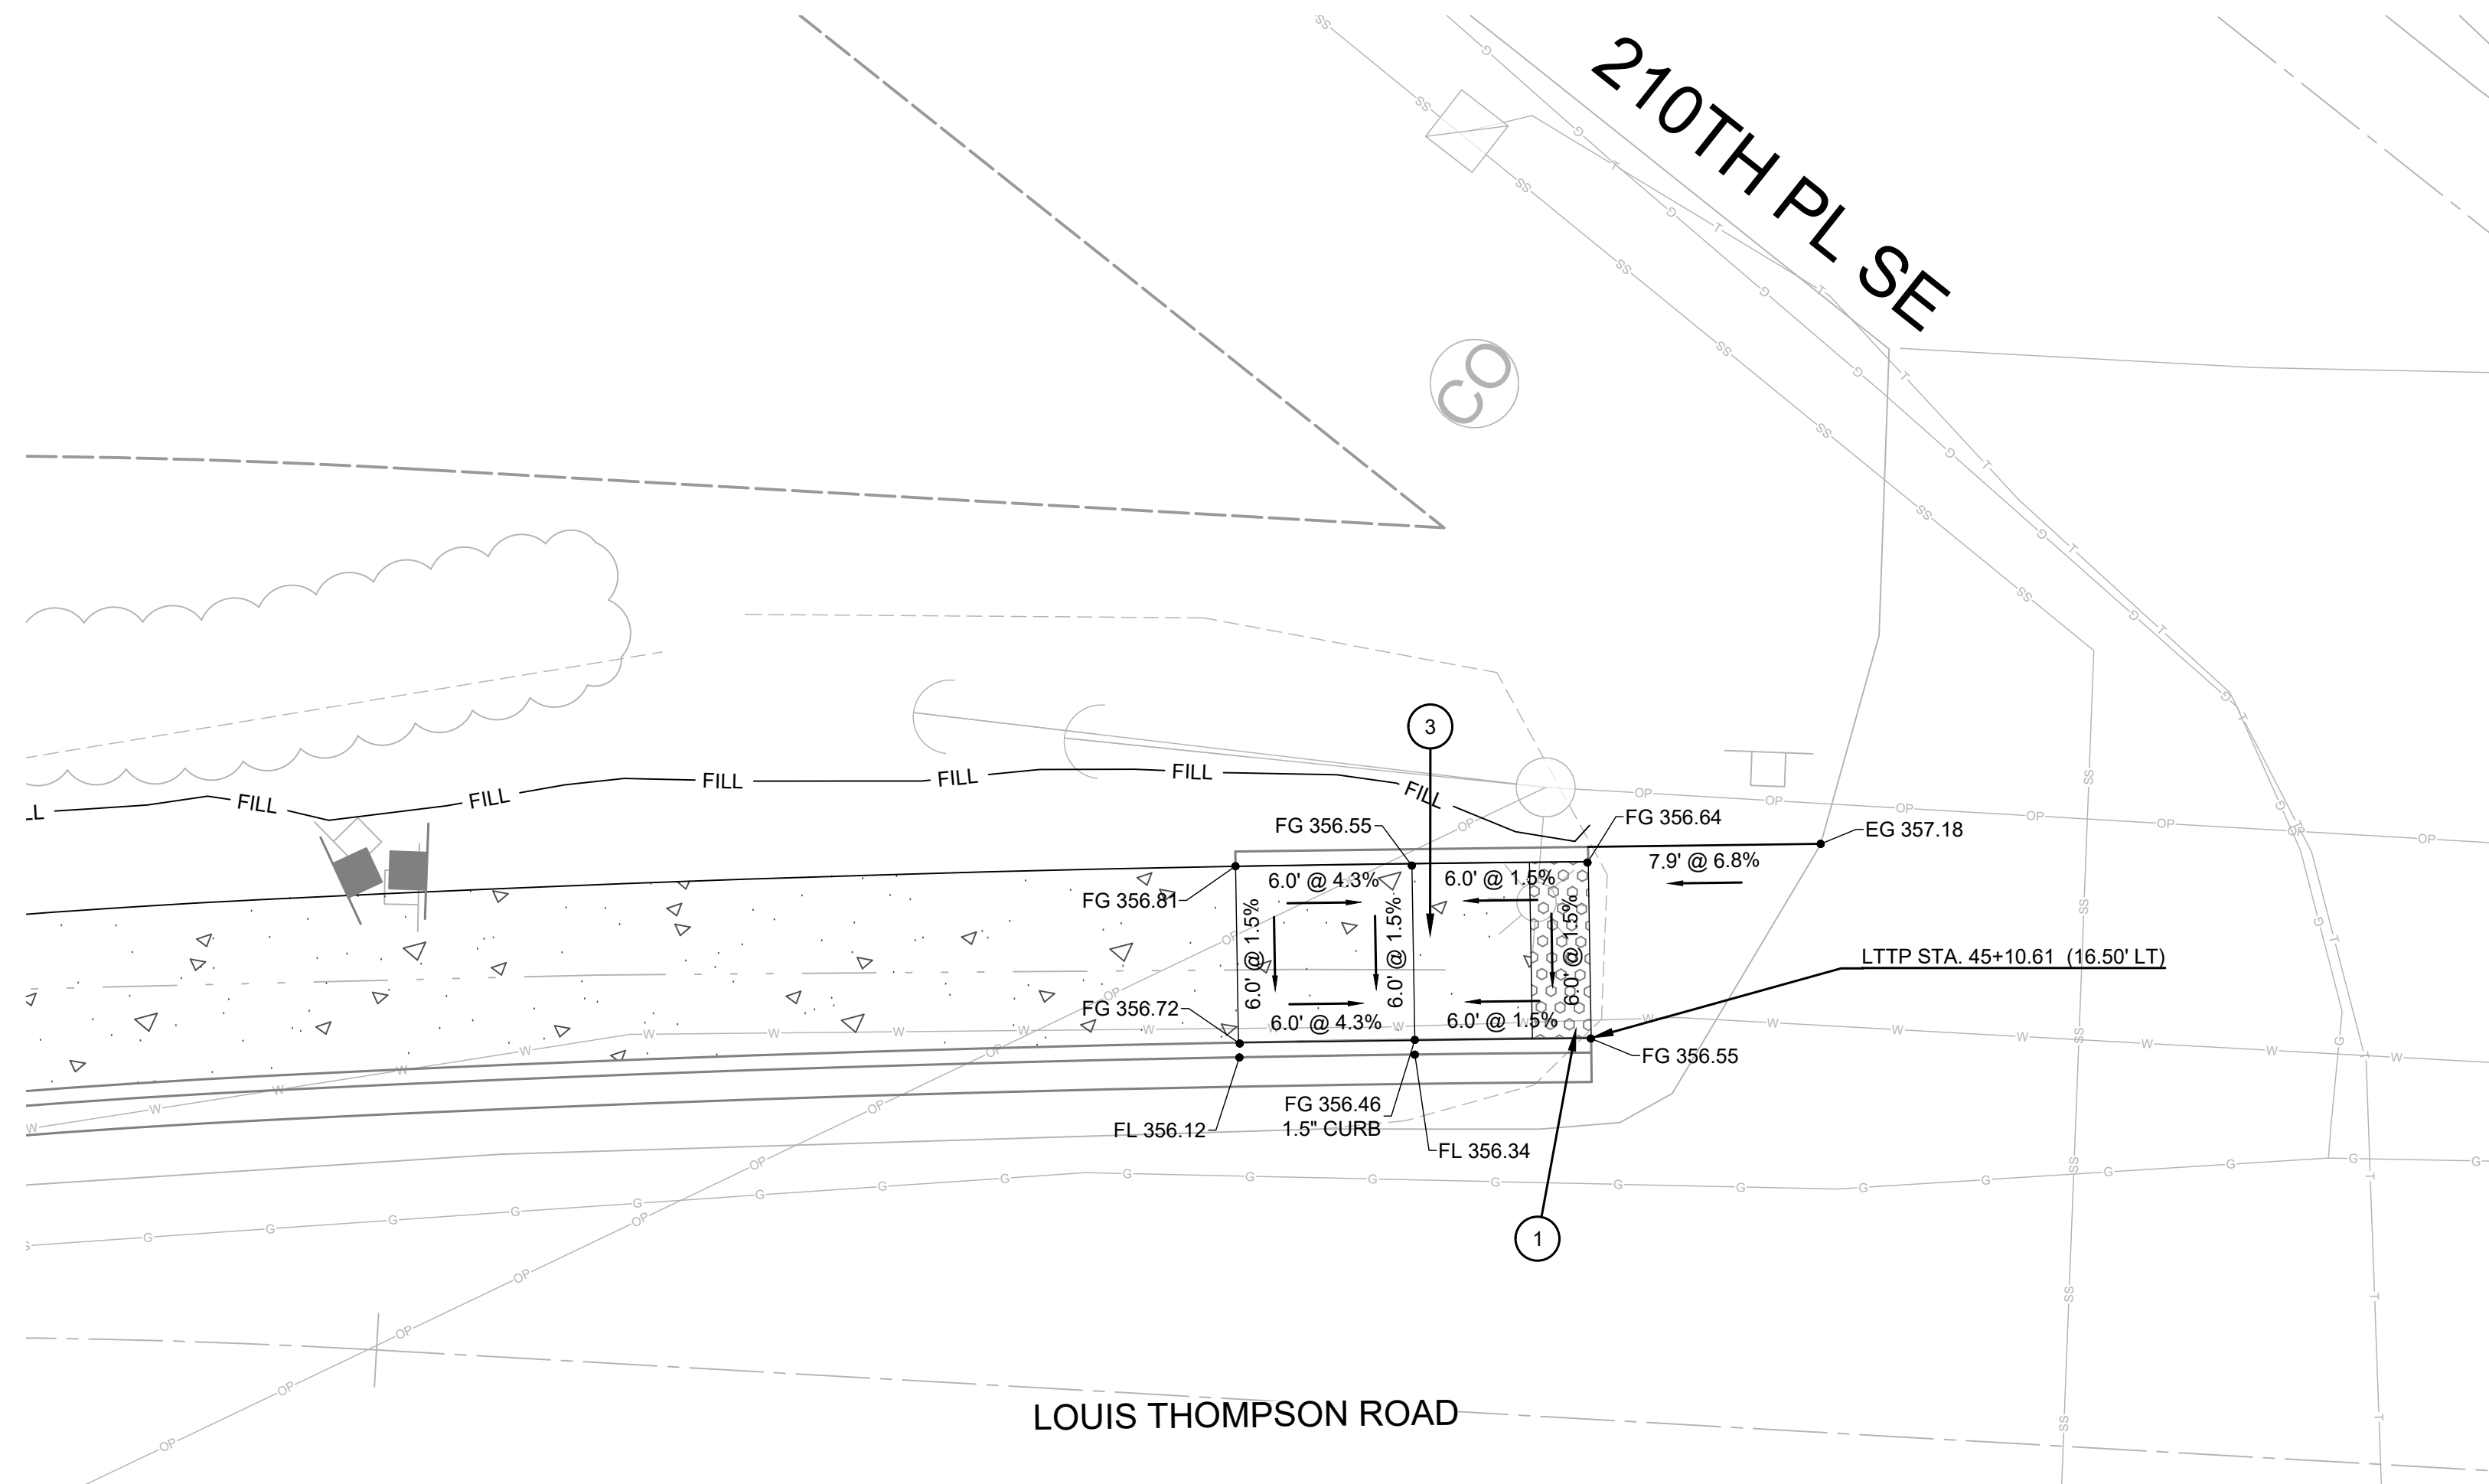 210TH PL SE
CO
3
FILL
FILL
FILL
FILL
FILL
FILL
LL
FG 356.55
FG 356.64
EG 357.18
7.9' @ 6.8%
6.0' @ 4.3%
6.0' @ 1.5%
FG 356.81
6.0' @ 1.5%
6.0' @ 1.5%
6.0' @ 1.5%
LTTP STA. 45+10.61 (16.50' LT)
FG 356.72
6.0' @ 4.3%
6.0' @ 1.5%
FG 356.55
FG 356.46
1.5" CURB
FL 356.12
FL 356.34
1
LOUIS THOMPSON ROAD
SS
G
T
OP
W